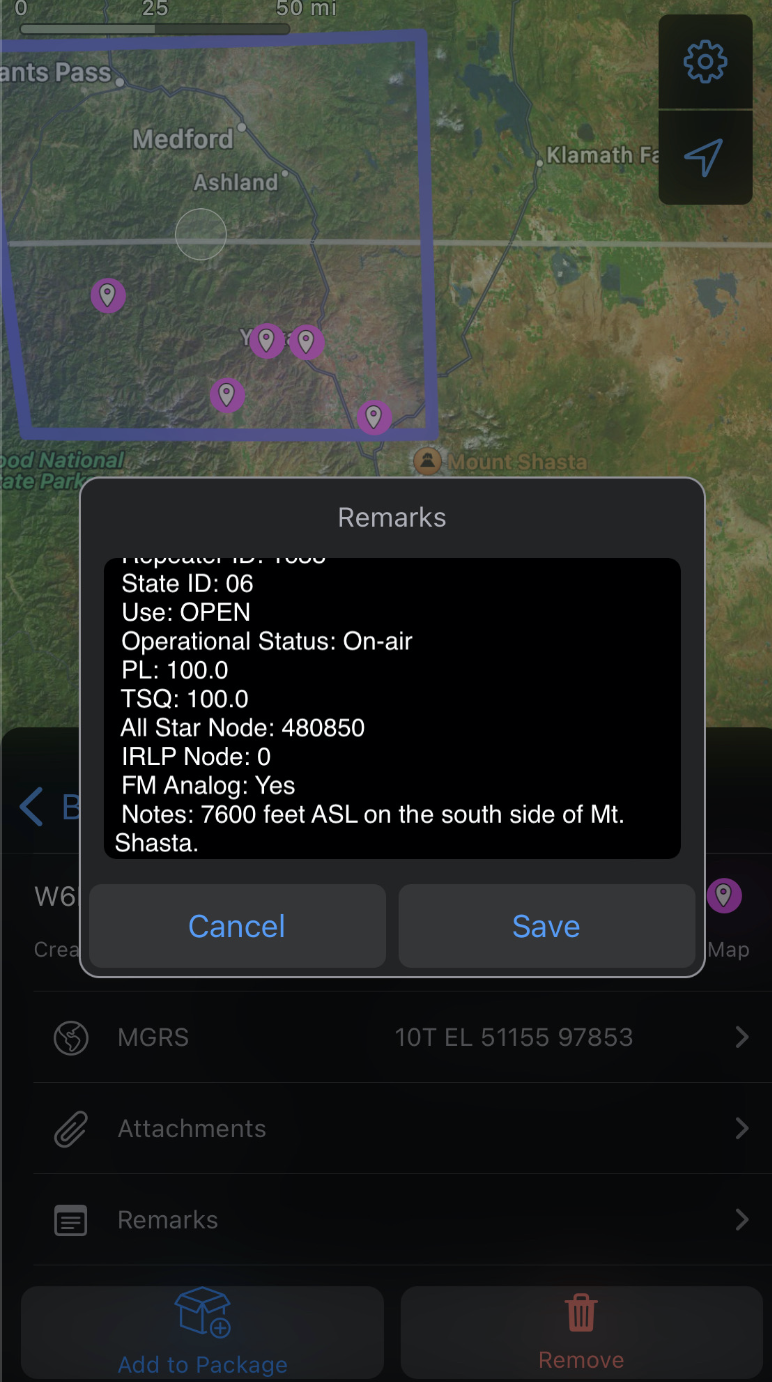 0 25 50 mi
ants Pass
Medford
Ashland
Klamath Fa
ood National
ate Park
Mount Shasta
Remarks
State ID: 06
Use: OPEN
Operational Status: On-air
PL: 100.0
TSQ: 100.0
All Star Node: 480850
IRLP Node: 0
FM Analog: Yes
Notes: 7600 feet ASL on the south side of Mt.
Shasta.
B
W6
Cancel
Save
Crea
Map
MGRS 10T EL 51155 97853
Attachments
Remarks
Add to Package
Remove